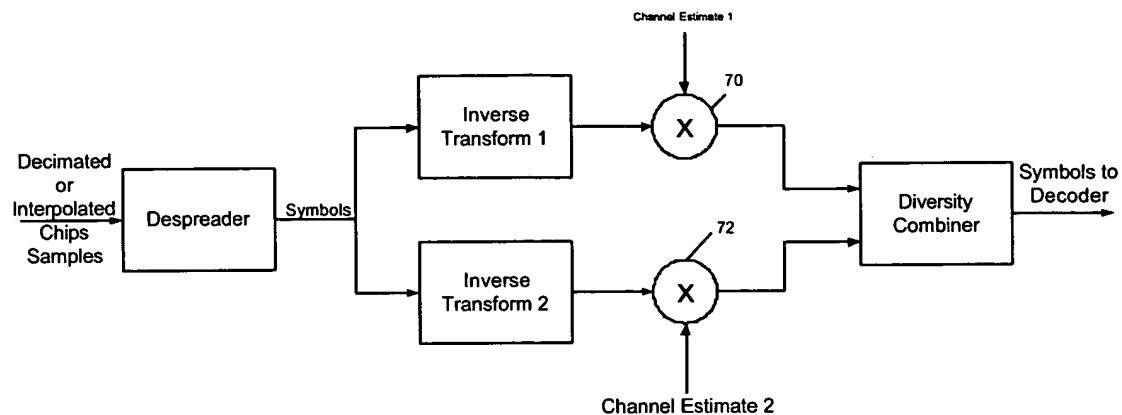 Channel Estimate 1
70
Inverse
Transform 1
X
Decimated
or
Interpolated
Chips
Samples
Despreader
Symbols
Diversity
Combiner
Symbols to
Decoder
72
Inverse
Transform 2
X
Channel Estimate 2